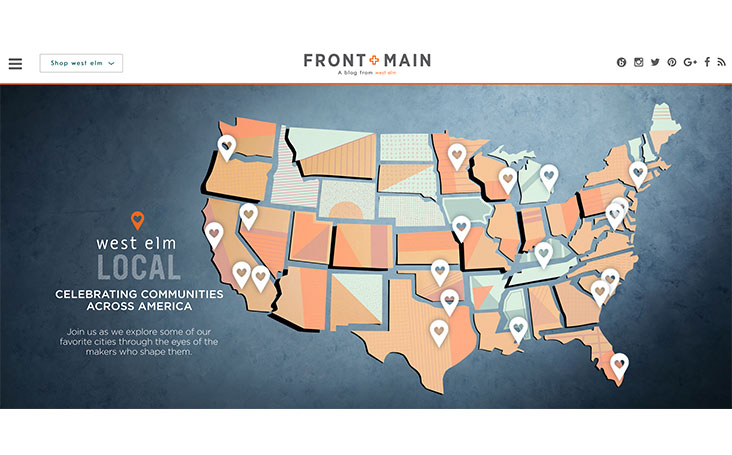 Shop west elm
FRONT + MAIN
A blog from west elm
west elm
LOCAL
CELEBRATING COMMUNITIES
ACROSS AMERICA
Join us as we explore some of our
favorite cities through the eyes of the
makers who shape them.